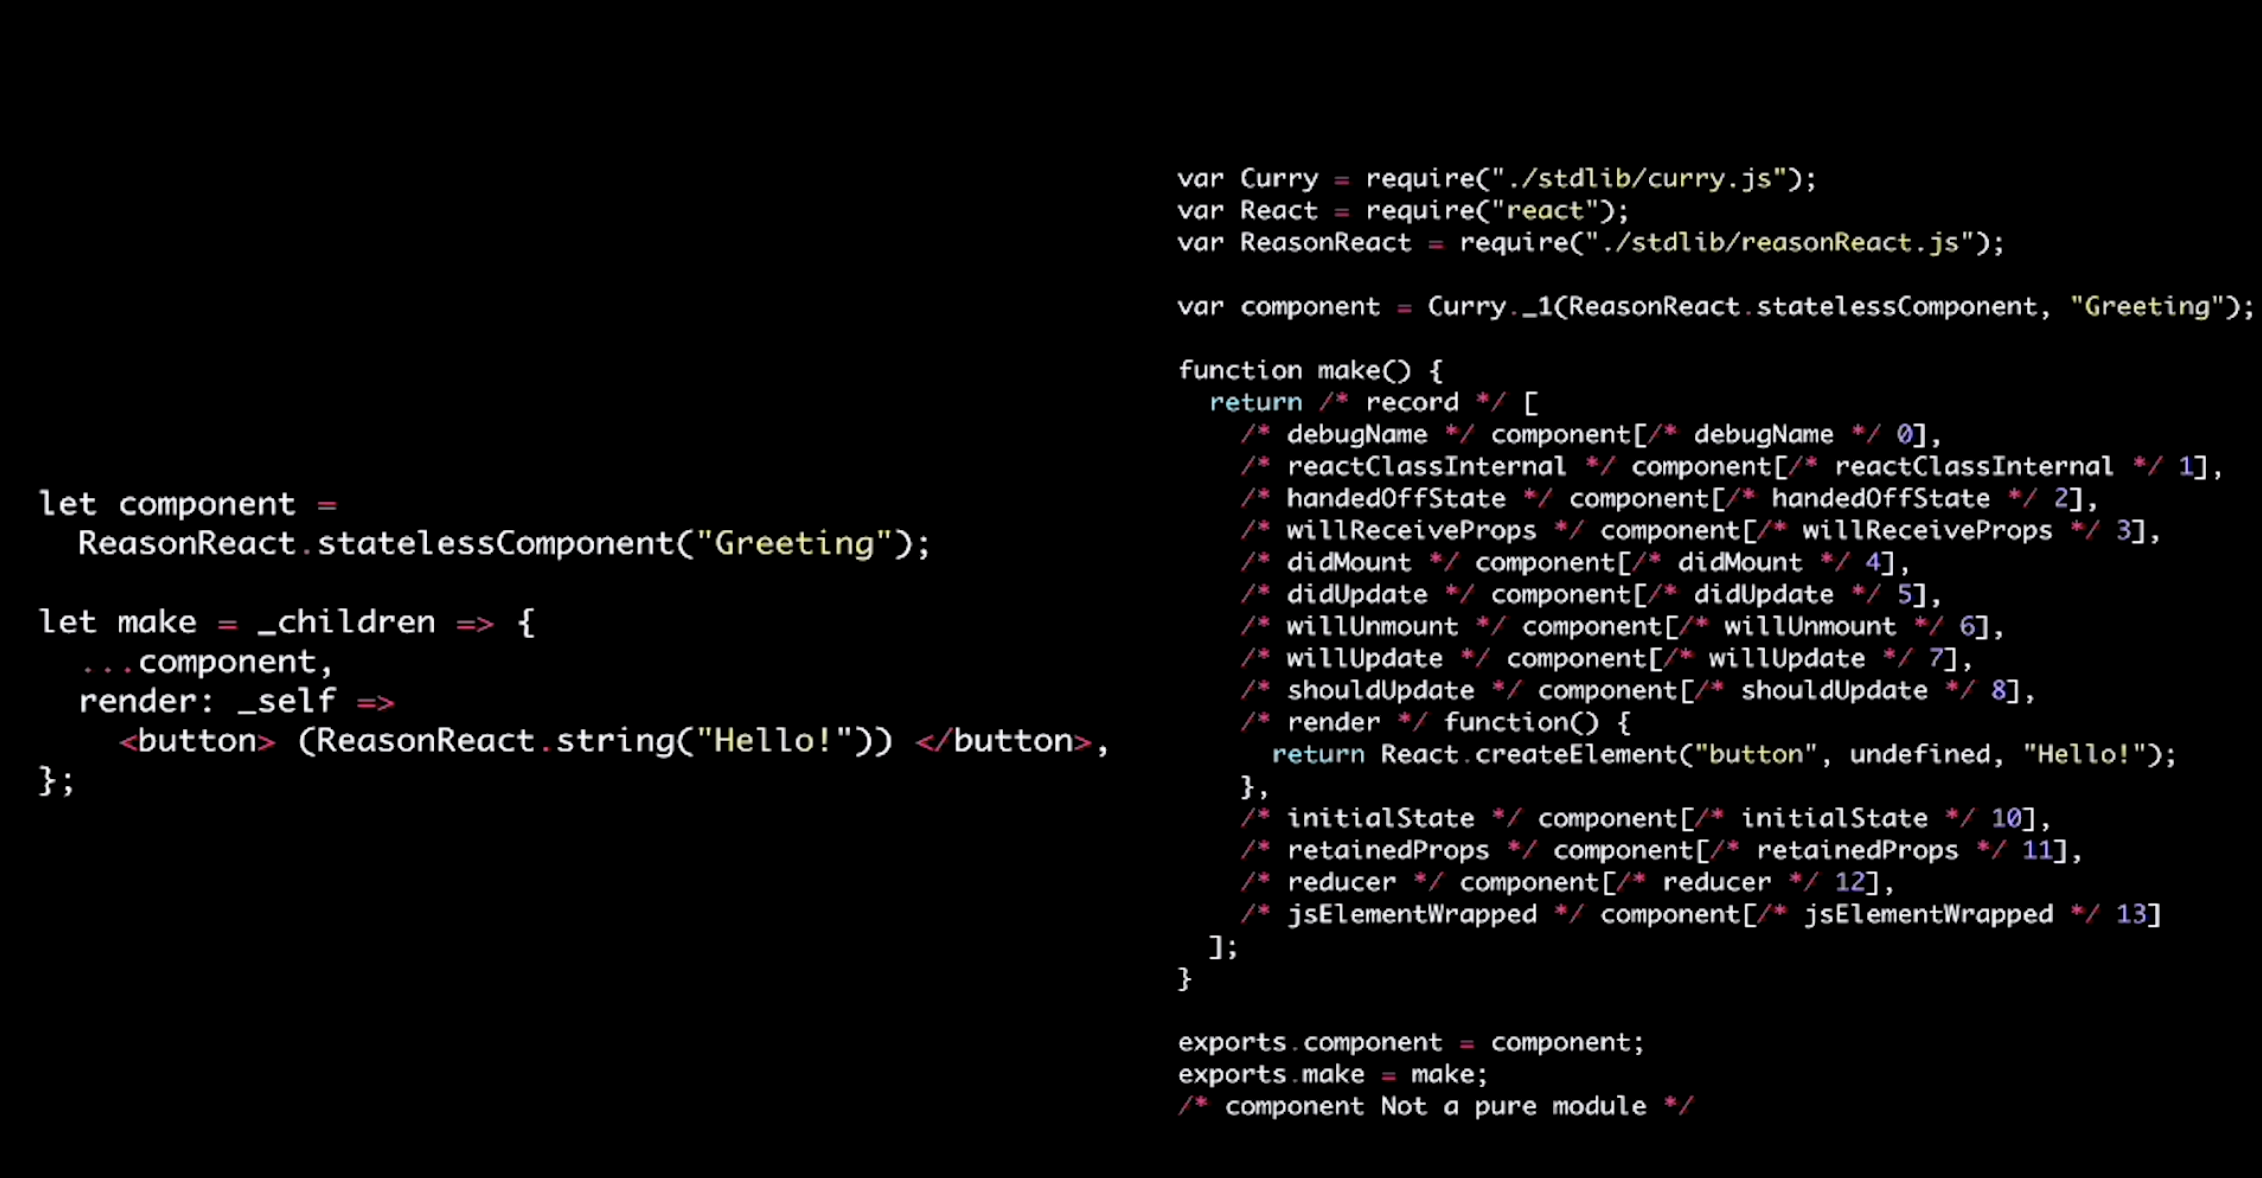 let component =
  ReasonReact.statelessComponent("Greeting");

let make = _children => {
  ...component,
  render: _self =>
    <button> (ReasonReact.string("Hello!")) </button>,
};

var Curry = require("./stdlib/curry.js");
var React = require("react");
var ReasonReact = require("./stdlib/reasonReact.js");

var component = Curry._1(ReasonReact.statelessComponent, "Greeting");

function make() {
  return /* record */ [
    /* debugName */ component[/* debugName */ 0],
    /* reactClassInternal */ component[/* reactClassInternal */ 1],
    /* handedOffState */ component[/* handedOffState */ 2],
    /* willReceiveProps */ component[/* willReceiveProps */ 3],
    /* didMount */ component[/* didMount */ 4],
    /* didUpdate */ component[/* didUpdate */ 5],
    /* willUnmount */ component[/* willUnmount */ 6],
    /* willUpdate */ component[/* willUpdate */ 7],
    /* shouldUpdate */ component[/* shouldUpdate */ 8],
    /* render */ function() {
      return React.createElement("button", undefined, "Hello!");
    },
    /* initialState */ component[/* initialState */ 10],
    /* retainedProps */ component[/* retainedProps */ 11],
    /* reducer */ component[/* reducer */ 12],
    /* jsElementWrapped */ component[/* jsElementWrapped */ 13]
  ];
}

exports.component = component;
exports.make = make;
/* component Not a pure module */